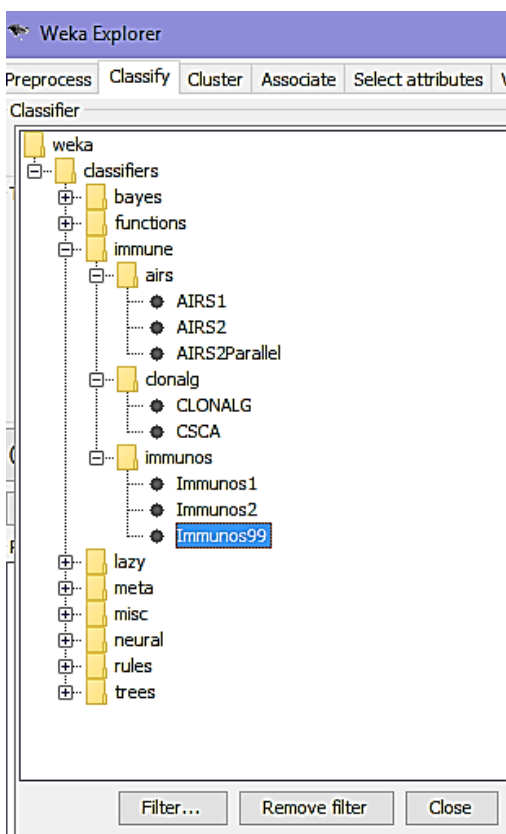 Weka Explorer
Preprocess Classify Cluster Associate Select attributes
Classifier
weka
classifiers
bayes
functions
immune
airs
AIRS1
AIRS2
AIRS2Parallel
clonalg
CLONALG
CSCA
immunos
Immunos1
Immunos2
Immunos99
lazy
meta
misc
neural
rules
trees
Filter... Remove filter Close